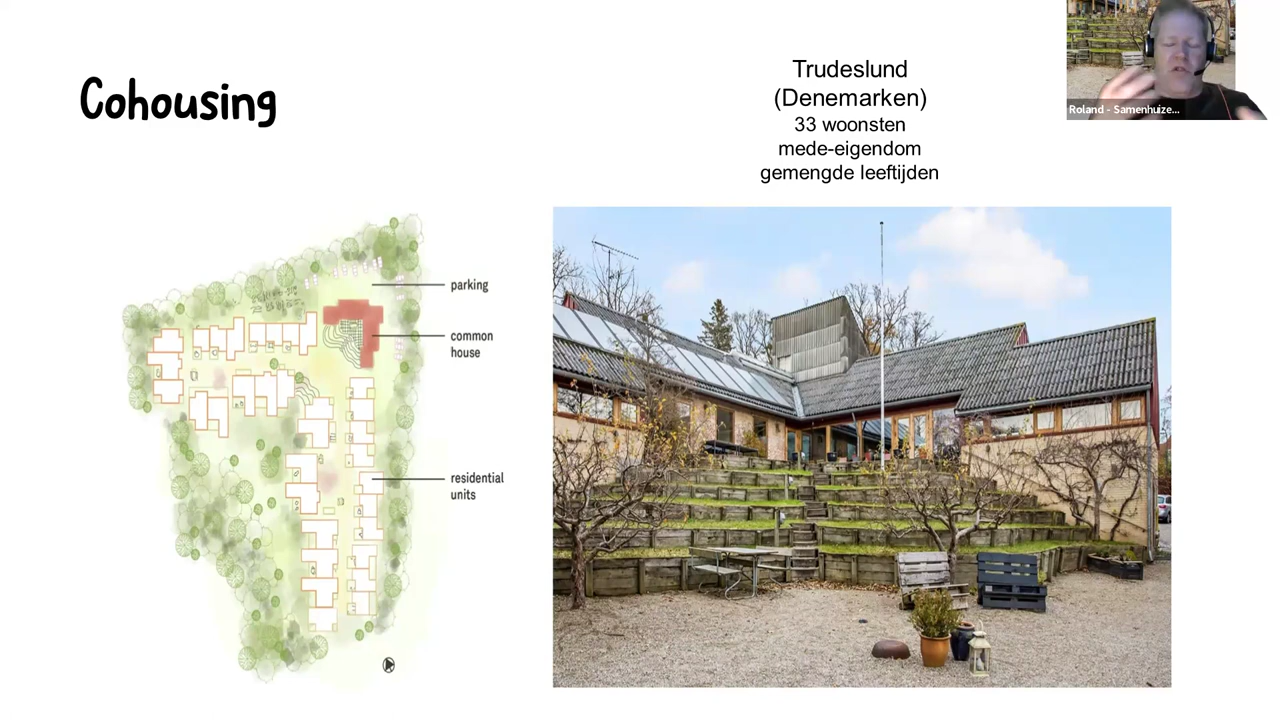 Cohousing
Trudeslund
(Denemarken)
33 woonsten
mede-eigendom
gemengde leeftijden
Roland - Samenhuize...
parking
common
house
residential
units